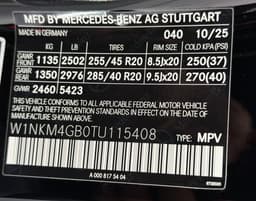 MFD BY MERCEDES-BENZ AG STUTTGART
MADE IN GERMANY 040 10/25
KG LB TIRES RIM SIZE COLD KPA (PSI)
GAWR FRONT 1135 2502 255/45 R20 8.5Jx20 250(37)
GAWR REAR 1350 2976 285/40 R20 9.5Jx20 270(40)
GVWR 2460 5423
THIS VEHICLE CONFORMS TO ALL APPLICABLE FEDERAL MOTOR VEHICLE
SAFETY AND THEFT PREVENTION STANDARDS IN EFFECT ON THE DATE
OF MANUFACTURE SHOWN ABOVE.
W1NKM4GB0TU115408 TYPE: MPV
A 000 817 54 04